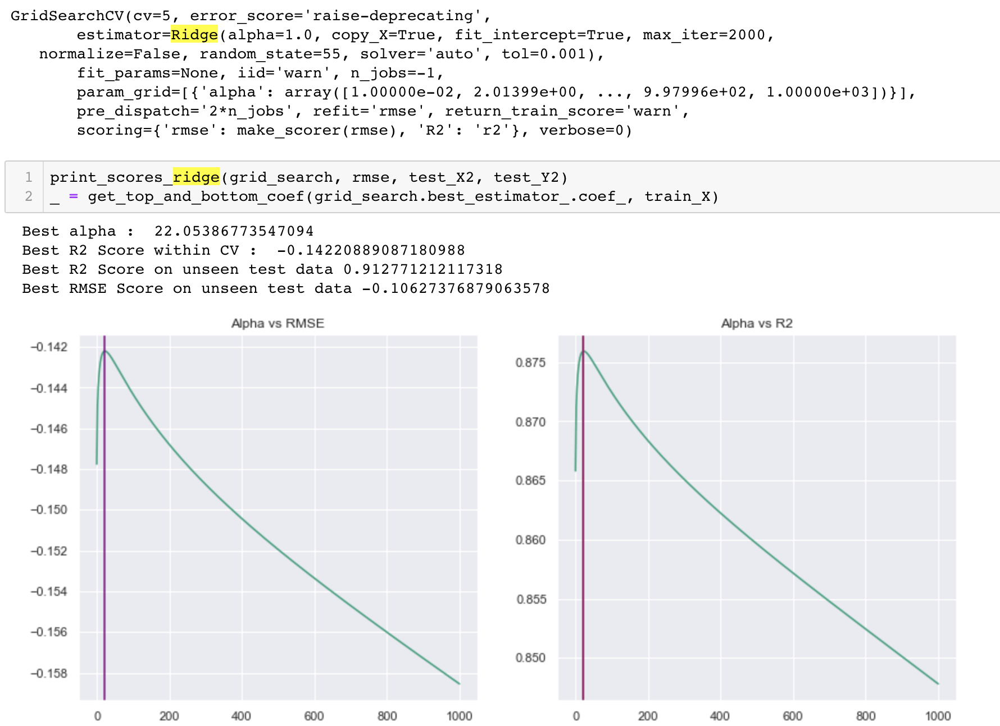 GridSearchCV(cv=5, error_score='raise-deprecating',
estimator=Ridge(alpha=1.0, copy_X=True, fit_intercept=True, max_iter=2000,
normalize=False, random_state=55, solver='auto', tol=0.001),
fit_params=None, iid='warn', n_jobs=-1,
param_grid=[{'alpha': array([1.00000e-02, 2.01399e+00, ..., 9.97996e+02, 1.00000e+03])}],
pre_dispatch='2*n_jobs', refit='rmse', return_train_score='warn',
scoring={'rmse': make_scorer(rmse), 'R2': 'r2'}, verbose=0)
1 print_scores_ridge(grid_search, rmse, test_X2, test_Y2)
2 _ = get_top_and_bottom_coef(grid_search.best_estimator_.coef_, train_X)
Best alpha :  22.05386773547094
Best R2 Score within CV :  -0.14220889087180988
Best R2 Score on unseen test data 0.912771212117318
Best RMSE Score on unseen test data -0.10627376879063578
Alpha vs RMSE
−0.142
−0.144
−0.146
−0.148
−0.150
−0.152
−0.154
−0.156
−0.158
0 200 400 600 800 1000
Alpha vs R2
0.875
0.870
0.865
0.860
0.855
0.850
0 200 400 600 800 1000